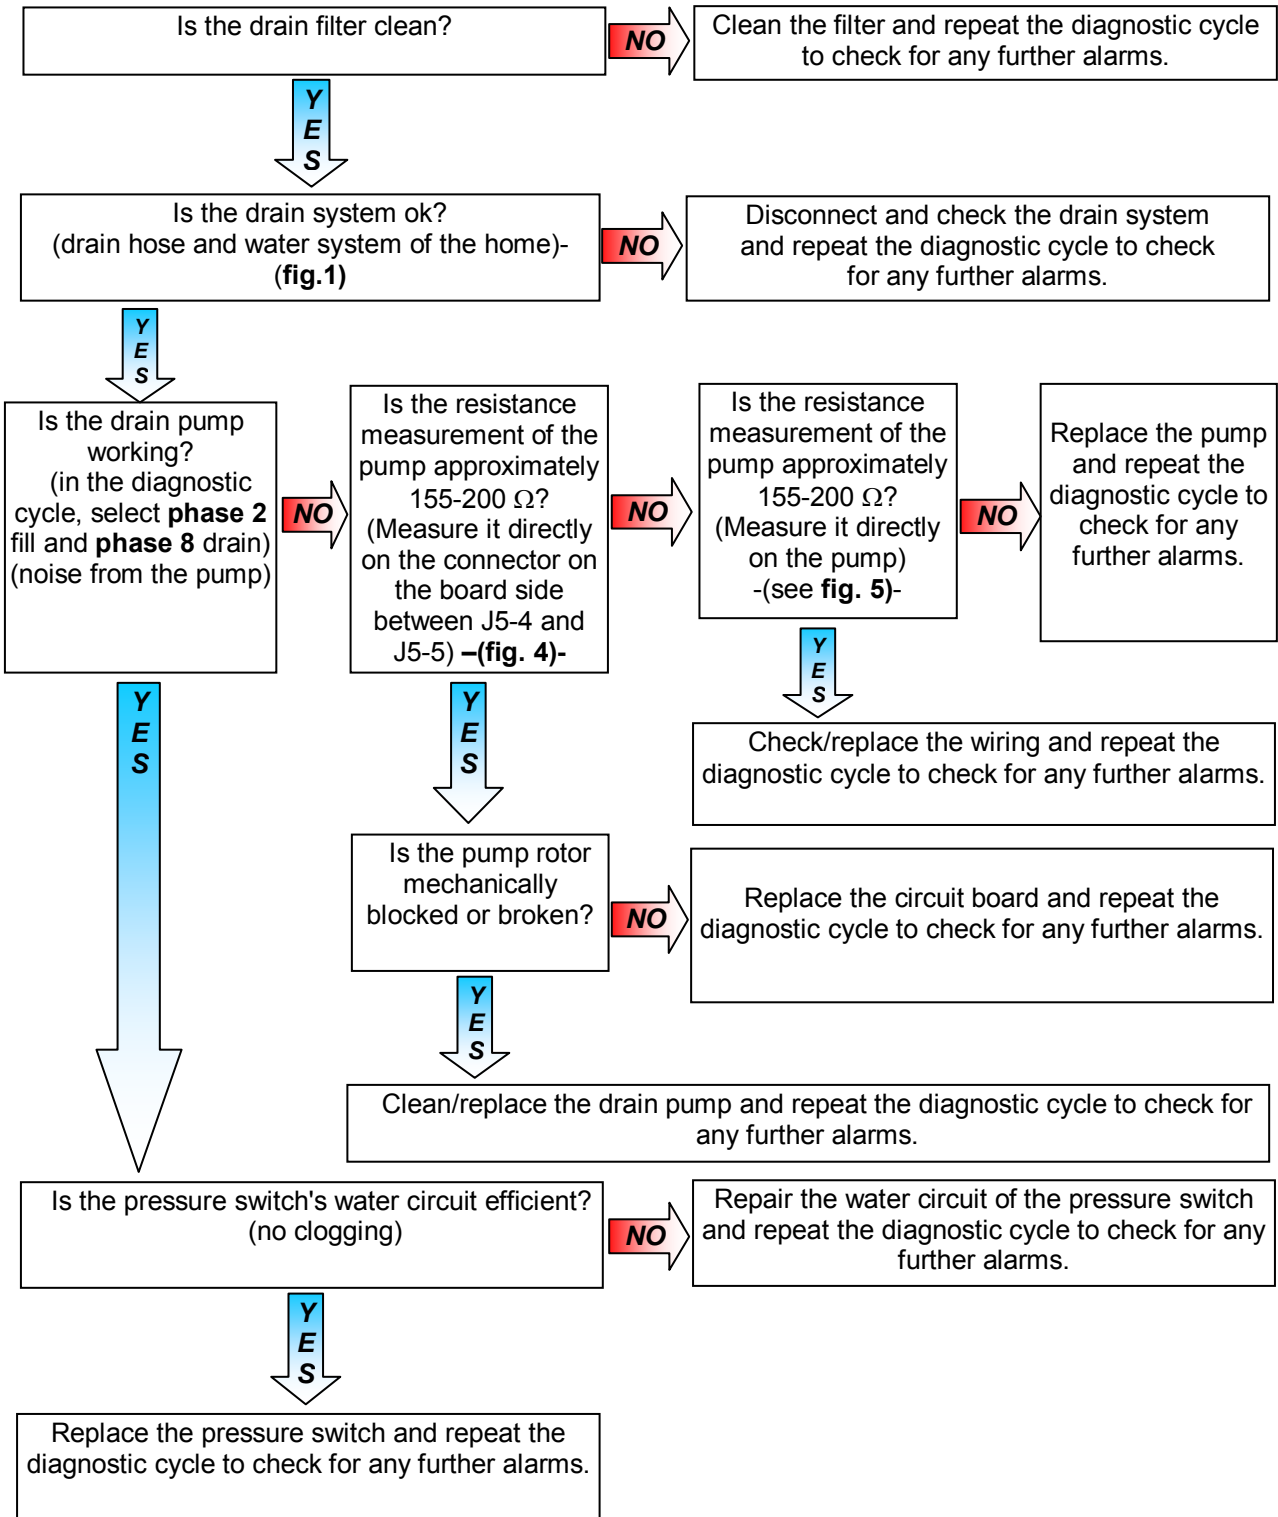 Is the drain filter clean?
NO
Clean the filter and repeat the diagnostic cycle
to check for any further alarms.
Y
E
S
Is the drain system ok?
(drain hose and water system of the home)-
(fig.1)
NO
Disconnect and check the drain system
and repeat the diagnostic cycle to check
for any further alarms.
Y
E
S
Is the drain pump
working?
(in the diagnostic
cycle, select phase 2
fill and phase 8 drain)
(noise from the pump)
NO
Is the resistance
measurement of the
pump approximately
155-200 Ω?
(Measure it directly
on the connector on
the board side
between J5-4 and
J5-5) –(fig. 4)-
NO
Is the resistance
measurement of the
pump approximately
155-200 Ω?
(Measure it directly
on the pump)
-(see fig. 5)-
NO
Replace the pump
and repeat the
diagnostic cycle to
check for any
further alarms.
Y
E
S
Check/replace the wiring and repeat the
diagnostic cycle to check for any further alarms.
Y
E
S
Y
E
S
Is the pump rotor
mechanically
blocked or broken?
NO
Replace the circuit board and repeat the
diagnostic cycle to check for any further alarms.
Y
E
S
Clean/replace the drain pump and repeat the diagnostic cycle to check for
any further alarms.
Is the pressure switch's water circuit efficient?
(no clogging)
NO
Repair the water circuit of the pressure switch
and repeat the diagnostic cycle to check for any
further alarms.
Y
E
S
Replace the pressure switch and repeat the
diagnostic cycle to check for any further alarms.